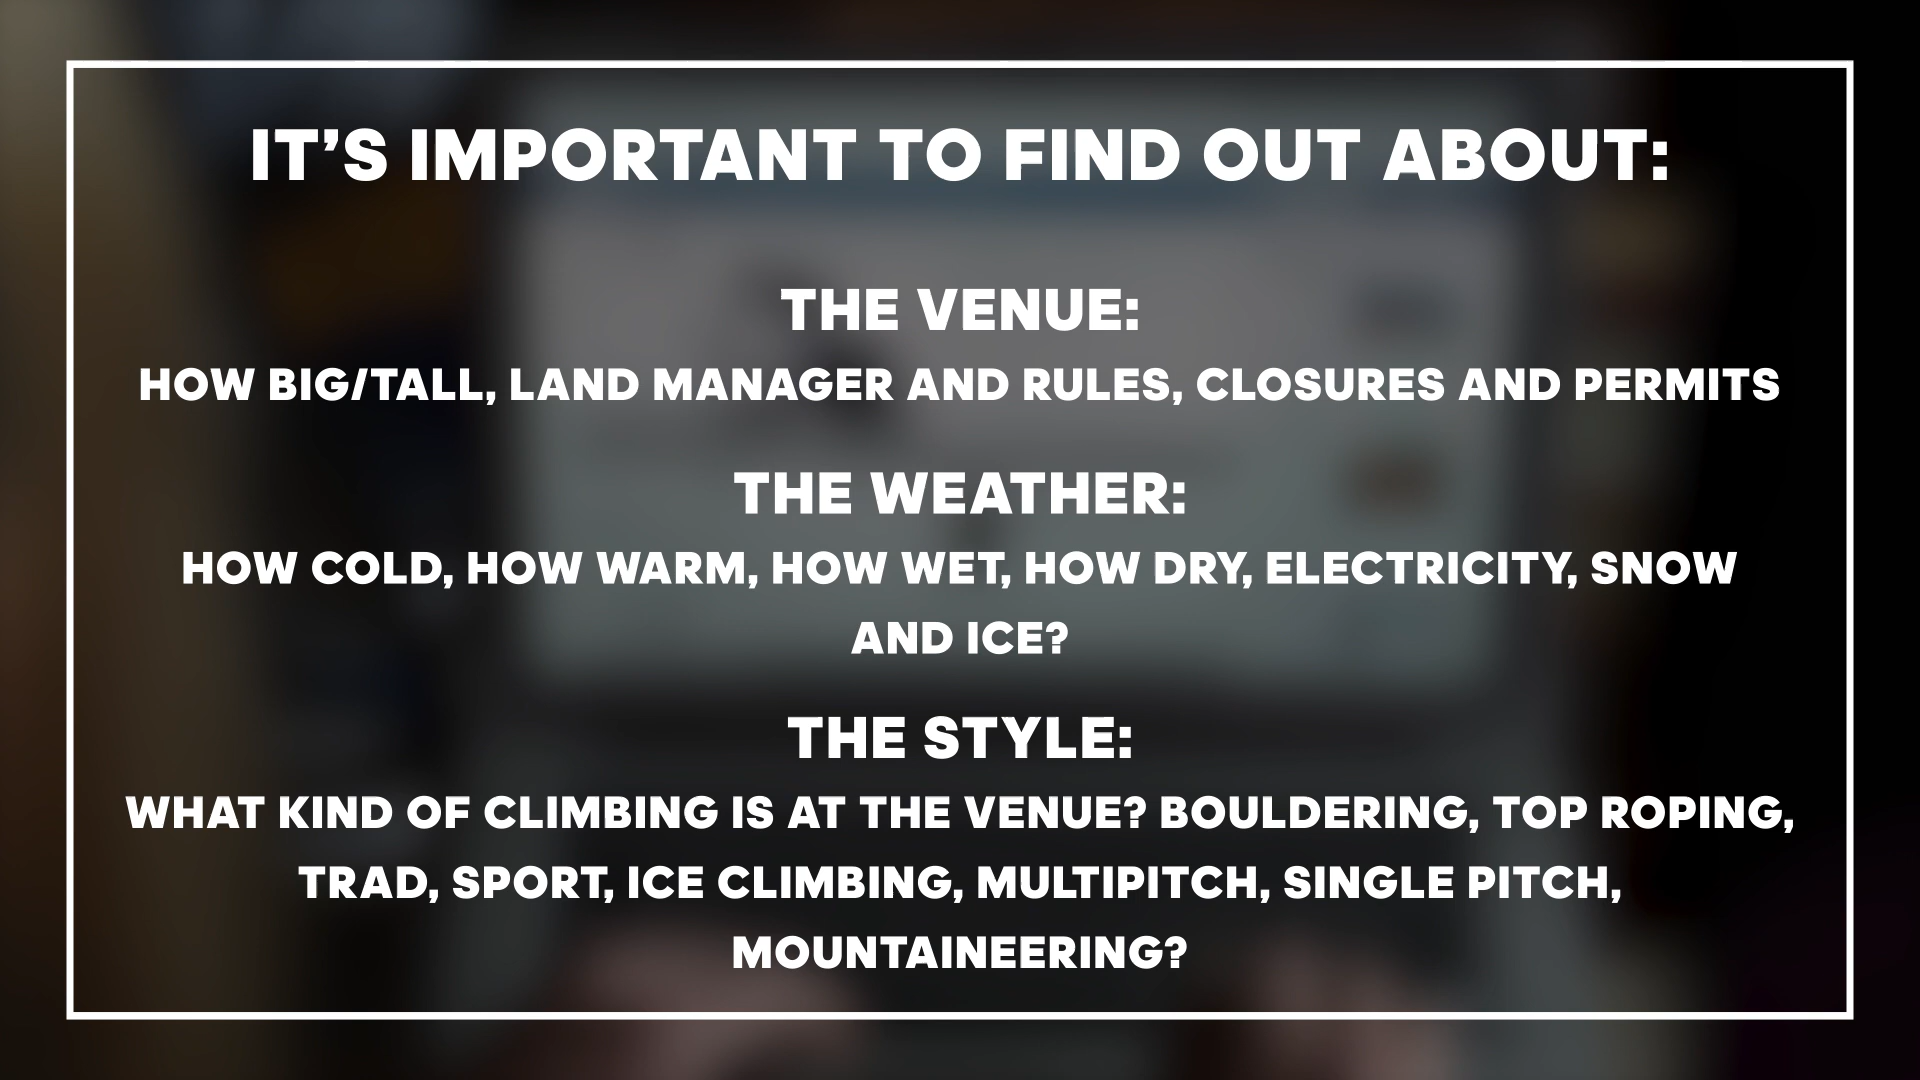 IT’S IMPORTANT TO FIND OUT ABOUT:
THE VENUE:
HOW BIG/TALL, LAND MANAGER AND RULES, CLOSURES AND PERMITS
THE WEATHER:
HOW COLD, HOW WARM, HOW WET, HOW DRY, ELECTRICITY, SNOW
AND ICE?
THE STYLE:
WHAT KIND OF CLIMBING IS AT THE VENUE? BOULDERING, TOP ROPING,
TRAD, SPORT, ICE CLIMBING, MULTIPITCH, SINGLE PITCH,
MOUNTAINEERING?